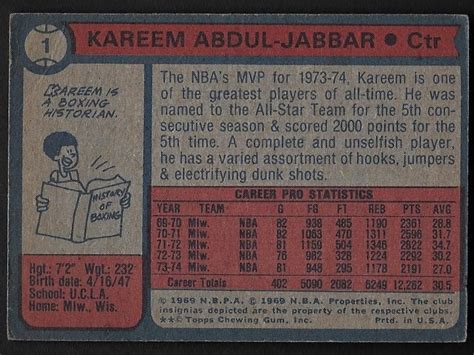 1
KAREEM ABDUL-JABBAR • Ctr
KAREEM IS
A BOXING
HISTORIAN.
HISTORY OF BOXING
Hgt: 7'2" Wgt: 232
Birth date: 4/16/47
School: U.C.L.A.
Home: Miw., Wis.
The NBA's MVP for 1973-74, Kareem is one
of the greatest players of all-time. He was
named to the All-Star Team for the 5th con-
secutive season & scored 2000 points for the
5th time. A complete and unselfish player,
he has a varied assortment of hooks, jumpers
& electrifying dunk shots.
CAREER PRO STATISTICS
YEAR TEAM G FGS FTS REB PTS AVG
69-70 Miw. NBA 82 938 485 1190 2361 28.8
70-71 Miw. NBA 82 1063 470 1311 2596 31.7
71-72 Miw. NBA 81 1159 504 1346 2822 34.8
72-73 Miw. NBA 76 982 328 1224 2292 30.2
73-74 Miw. NBA 81 948 295 1178 2191 27.0
Career Totals 402 5090 2082 6249 12,262 30.5
© 1969 N.B.P.A. © 1969 N.B.A. Properties, Inc. The club
insignias depicted are the property of the respective clubs.
**© Topps Chewing Gum, Inc. Prtd. in U.S.A.